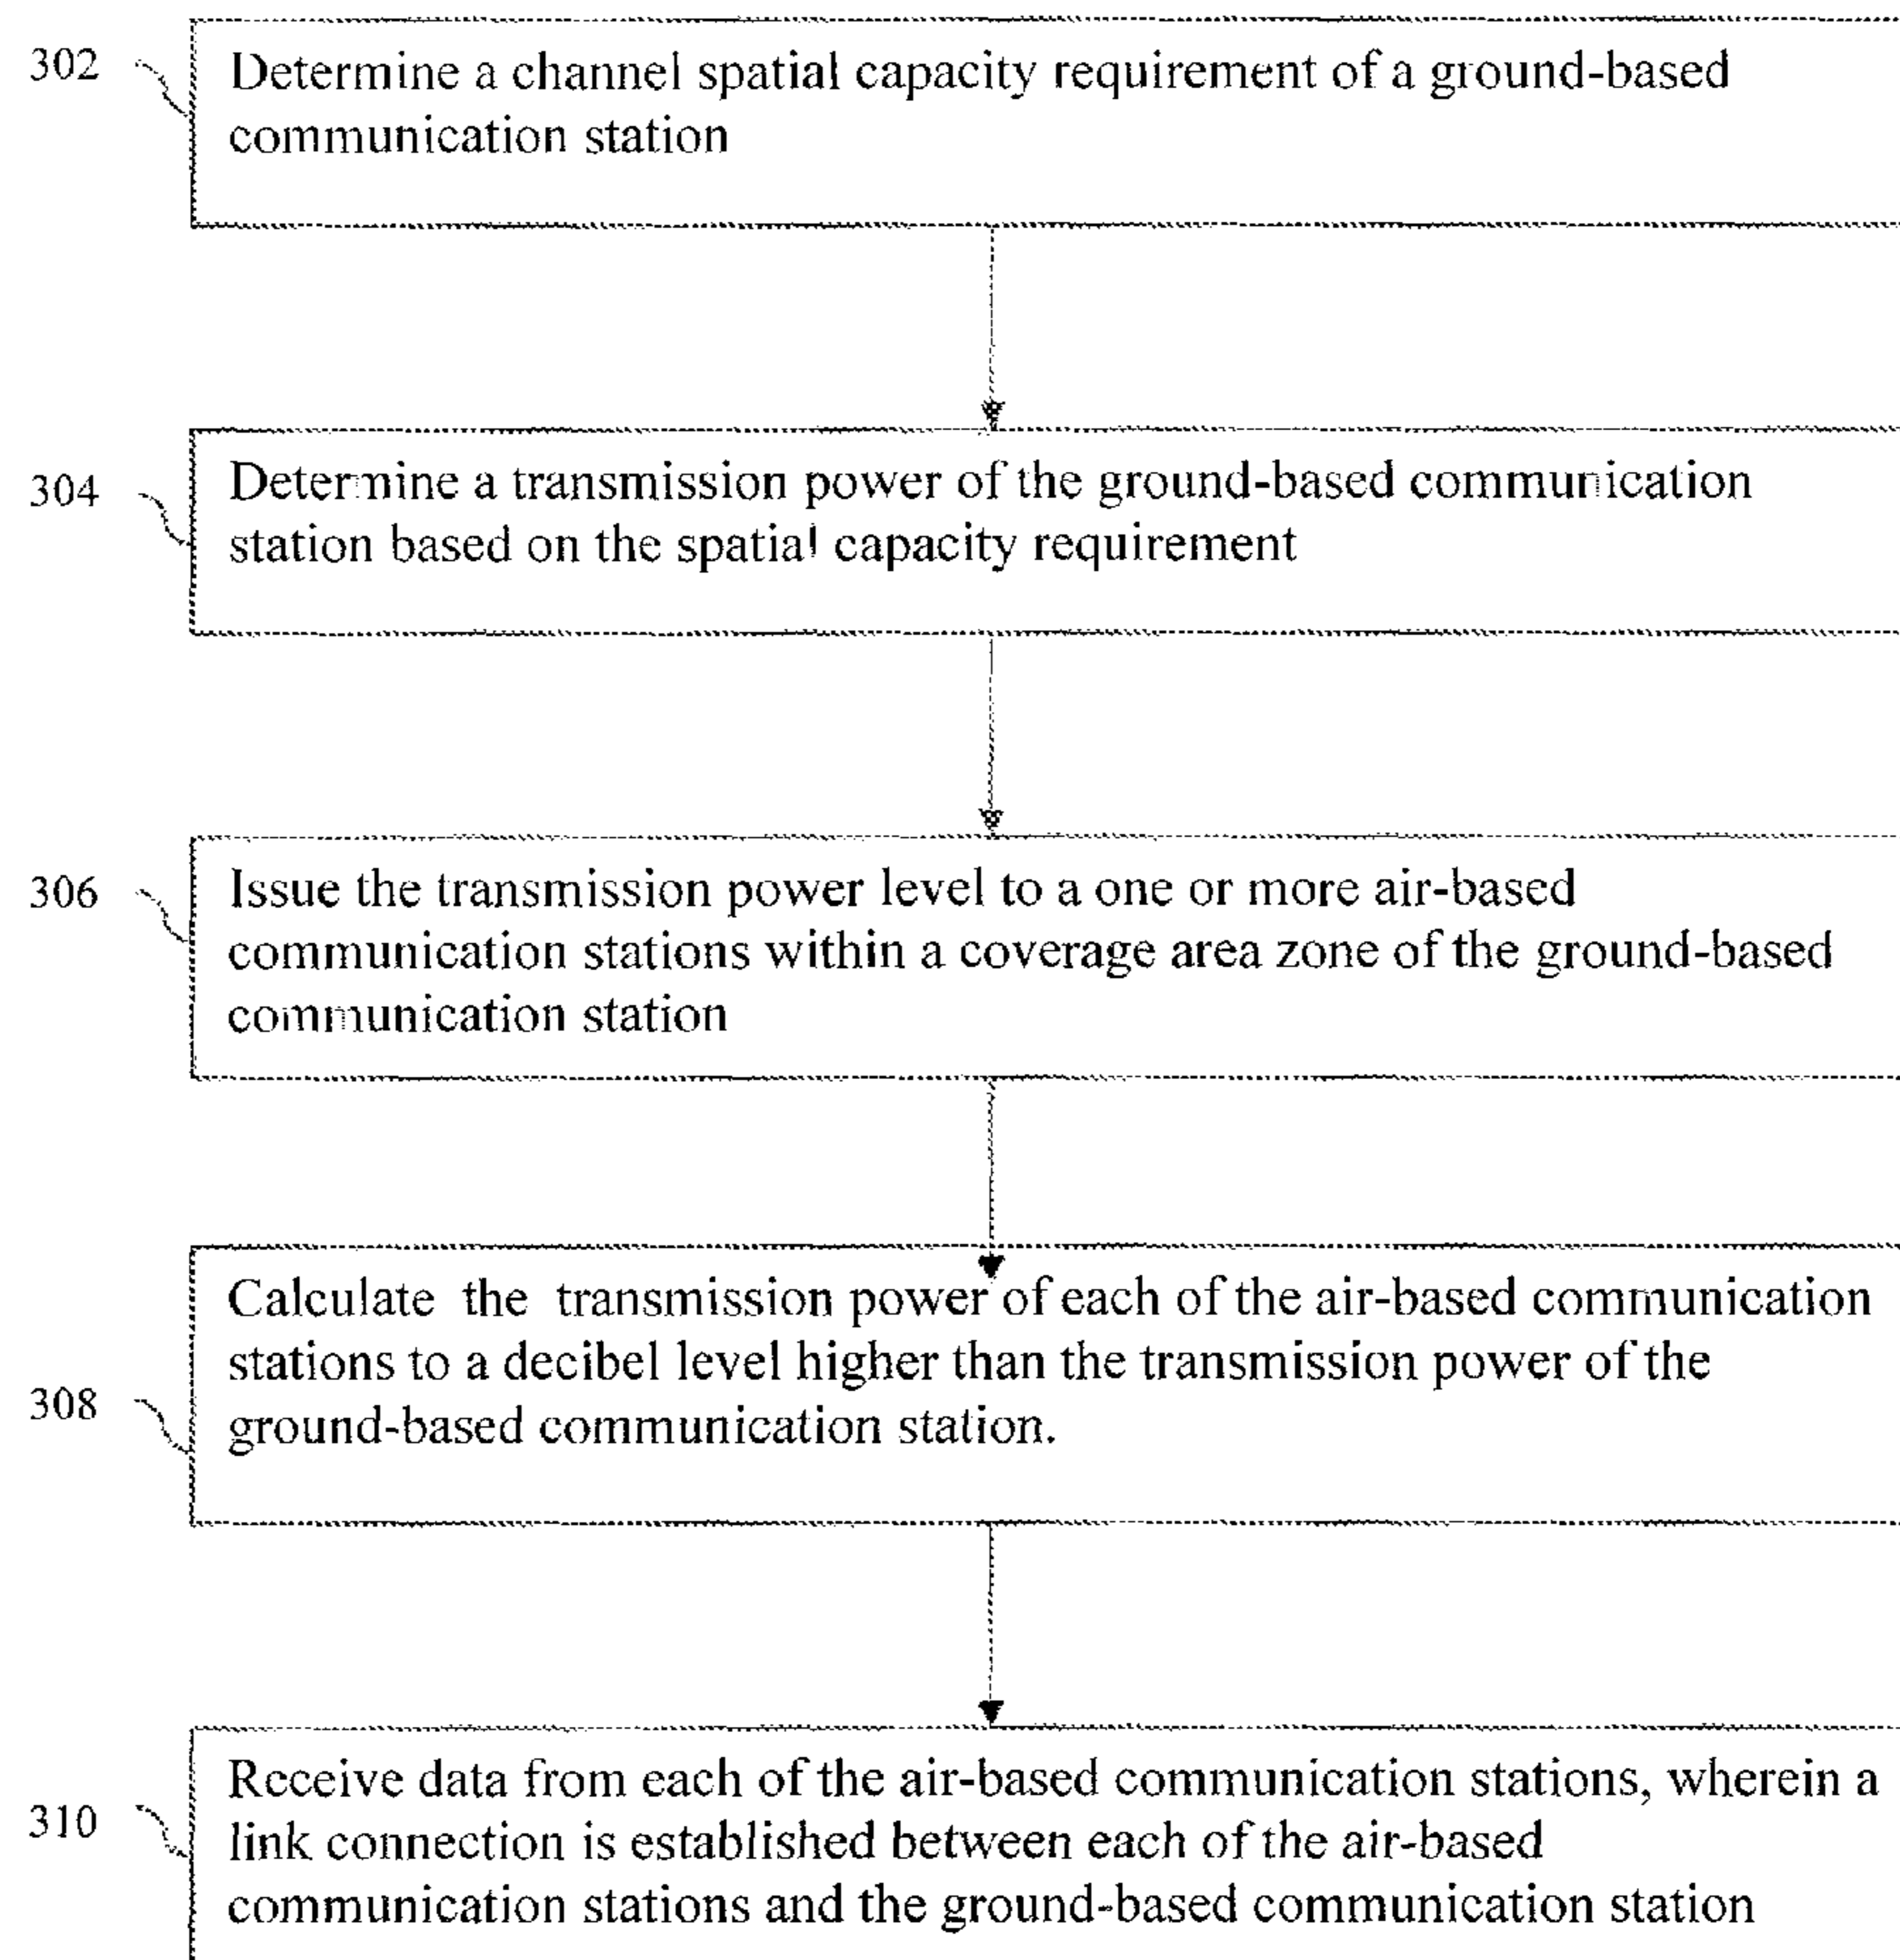 302
Determine a channel spatial capacity requirement of a ground-based
communication station
304
Determine a transmission power of the ground-based communication
station based on the spatial capacity requirement
306
Issue the transmission power level to a one or more air-based
communication stations within a coverage area zone of the ground-based
communication station
Calculate the transmission power of each of the air-based communication
stations to a decibel level higher than the transmission power of the
308
ground-based communication station.
Receive data from each of the air-based communication stations, wherein a
310
link connection is established between each of the air-based
communication stations and the ground-based communication station